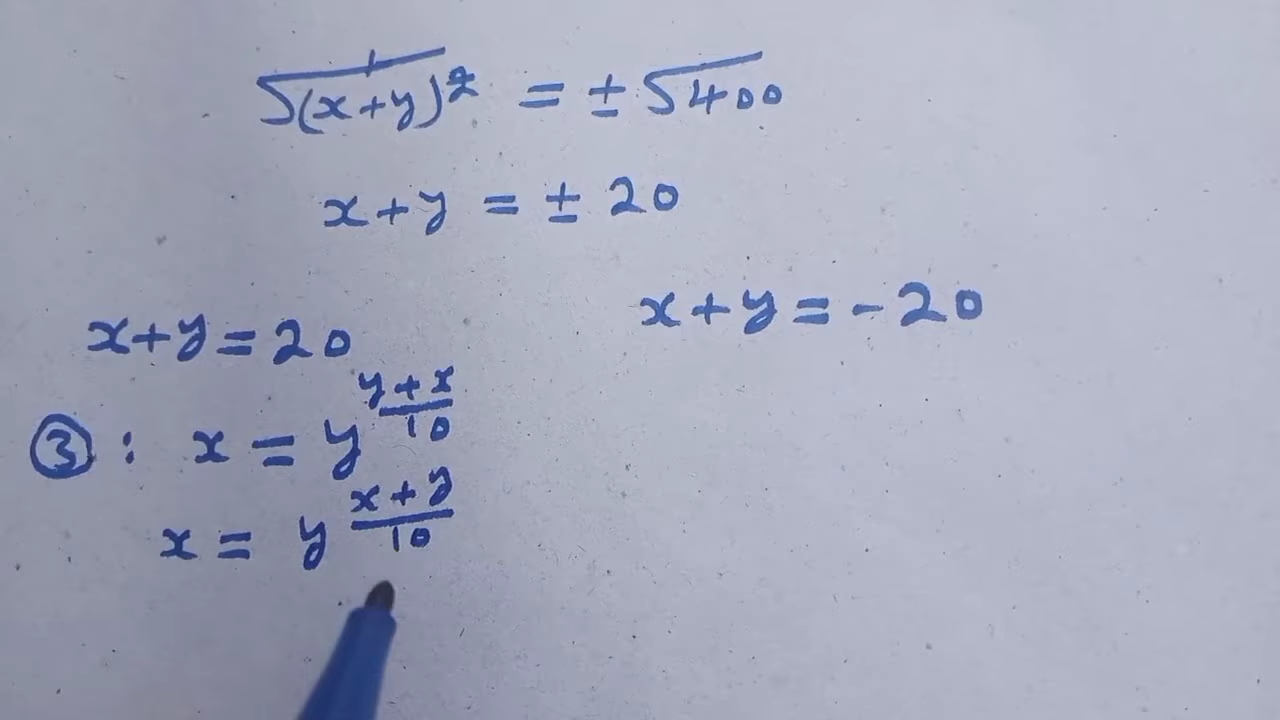 √(x+y)² = ±√400
x+y = ± 20
x+y=20
x+y=-20
③: x = y^((y+x)/10)
x = y^((x+y)/10)